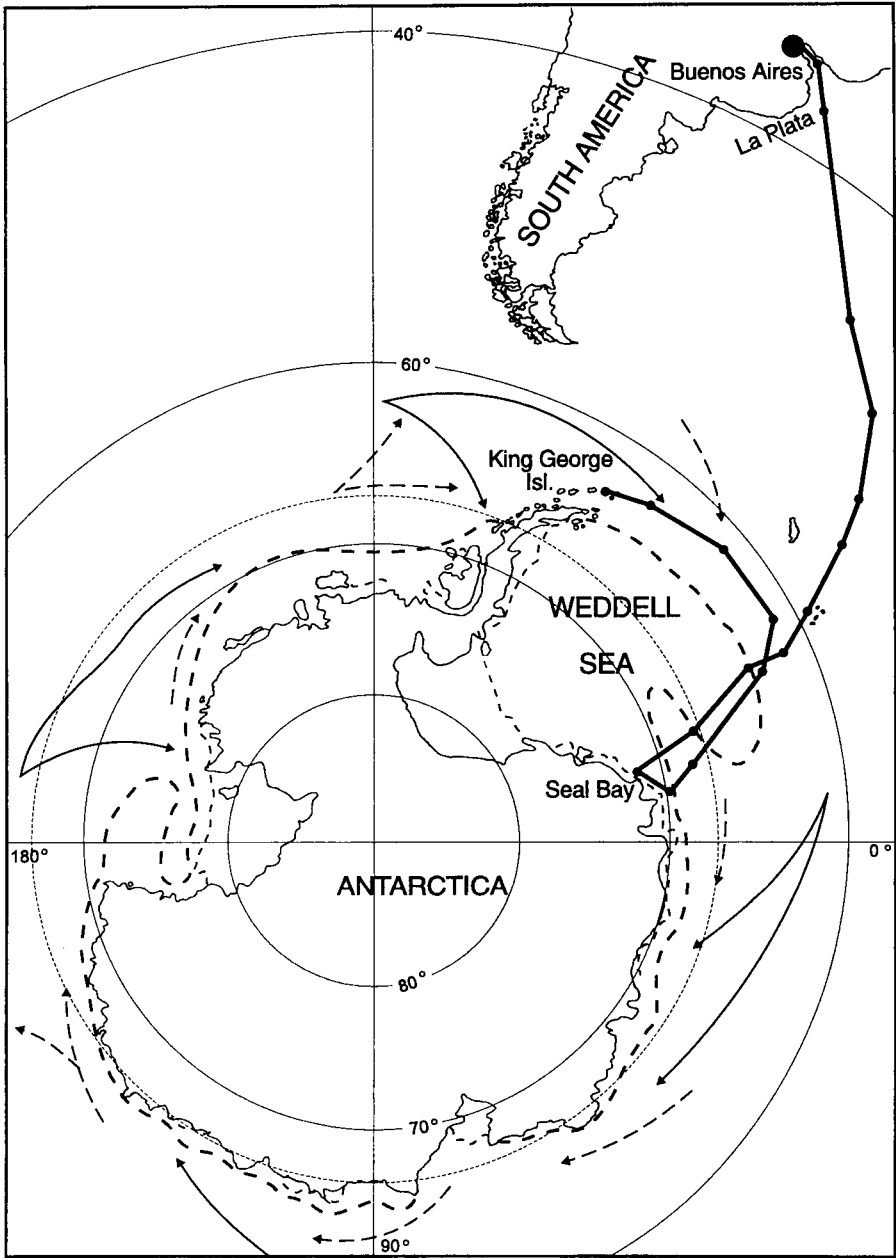 40°
Buenos Aires
La Plata
SOUTH AMERICA
60°
King George
Isl.
WEDDELL
SEA
Seal Bay
180°
0°
ANTARCTICA
80°
70°
90°